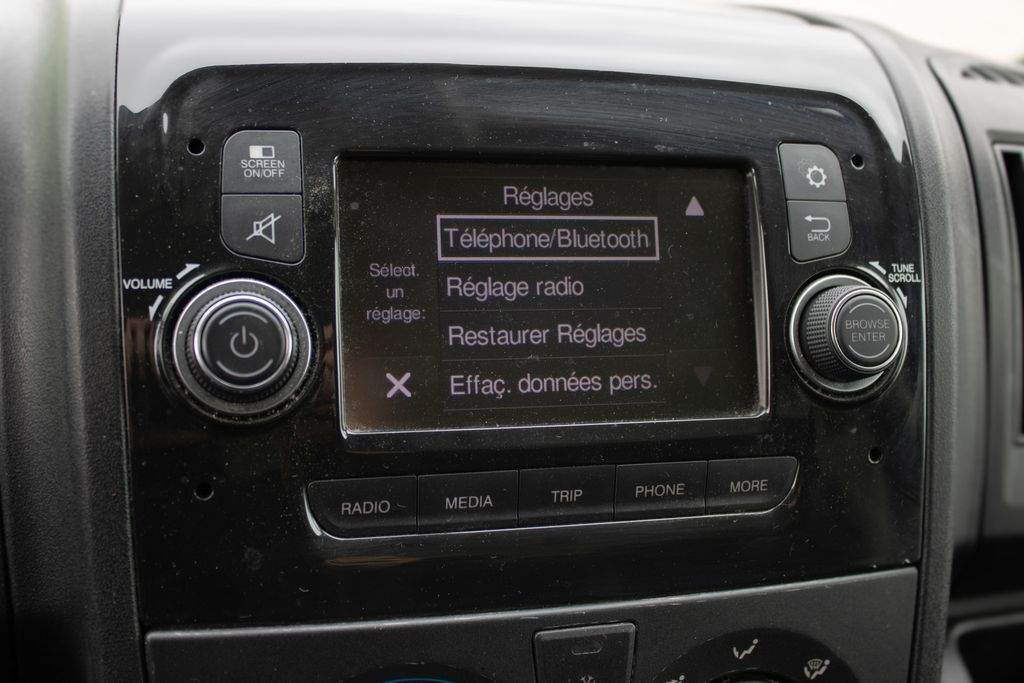 SCREEN
ON/OFF
Réglages
Téléphone/Bluetooth
Sélect.
un
réglage:
Réglage radio
Restaurer Réglages
Effaç. données pers.
BACK
VOLUME
TUNE
SCROLL
BROWSE
ENTER
RADIO
MEDIA
TRIP
PHONE
MORE